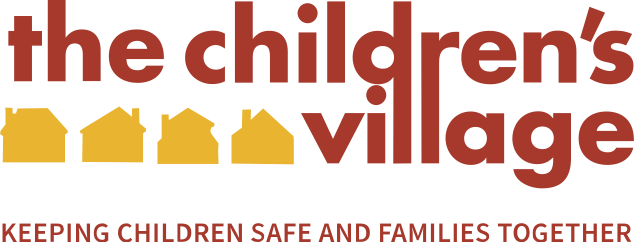 the children's
village
KEEPING CHILDREN SAFE AND FAMILIES TOGETHER